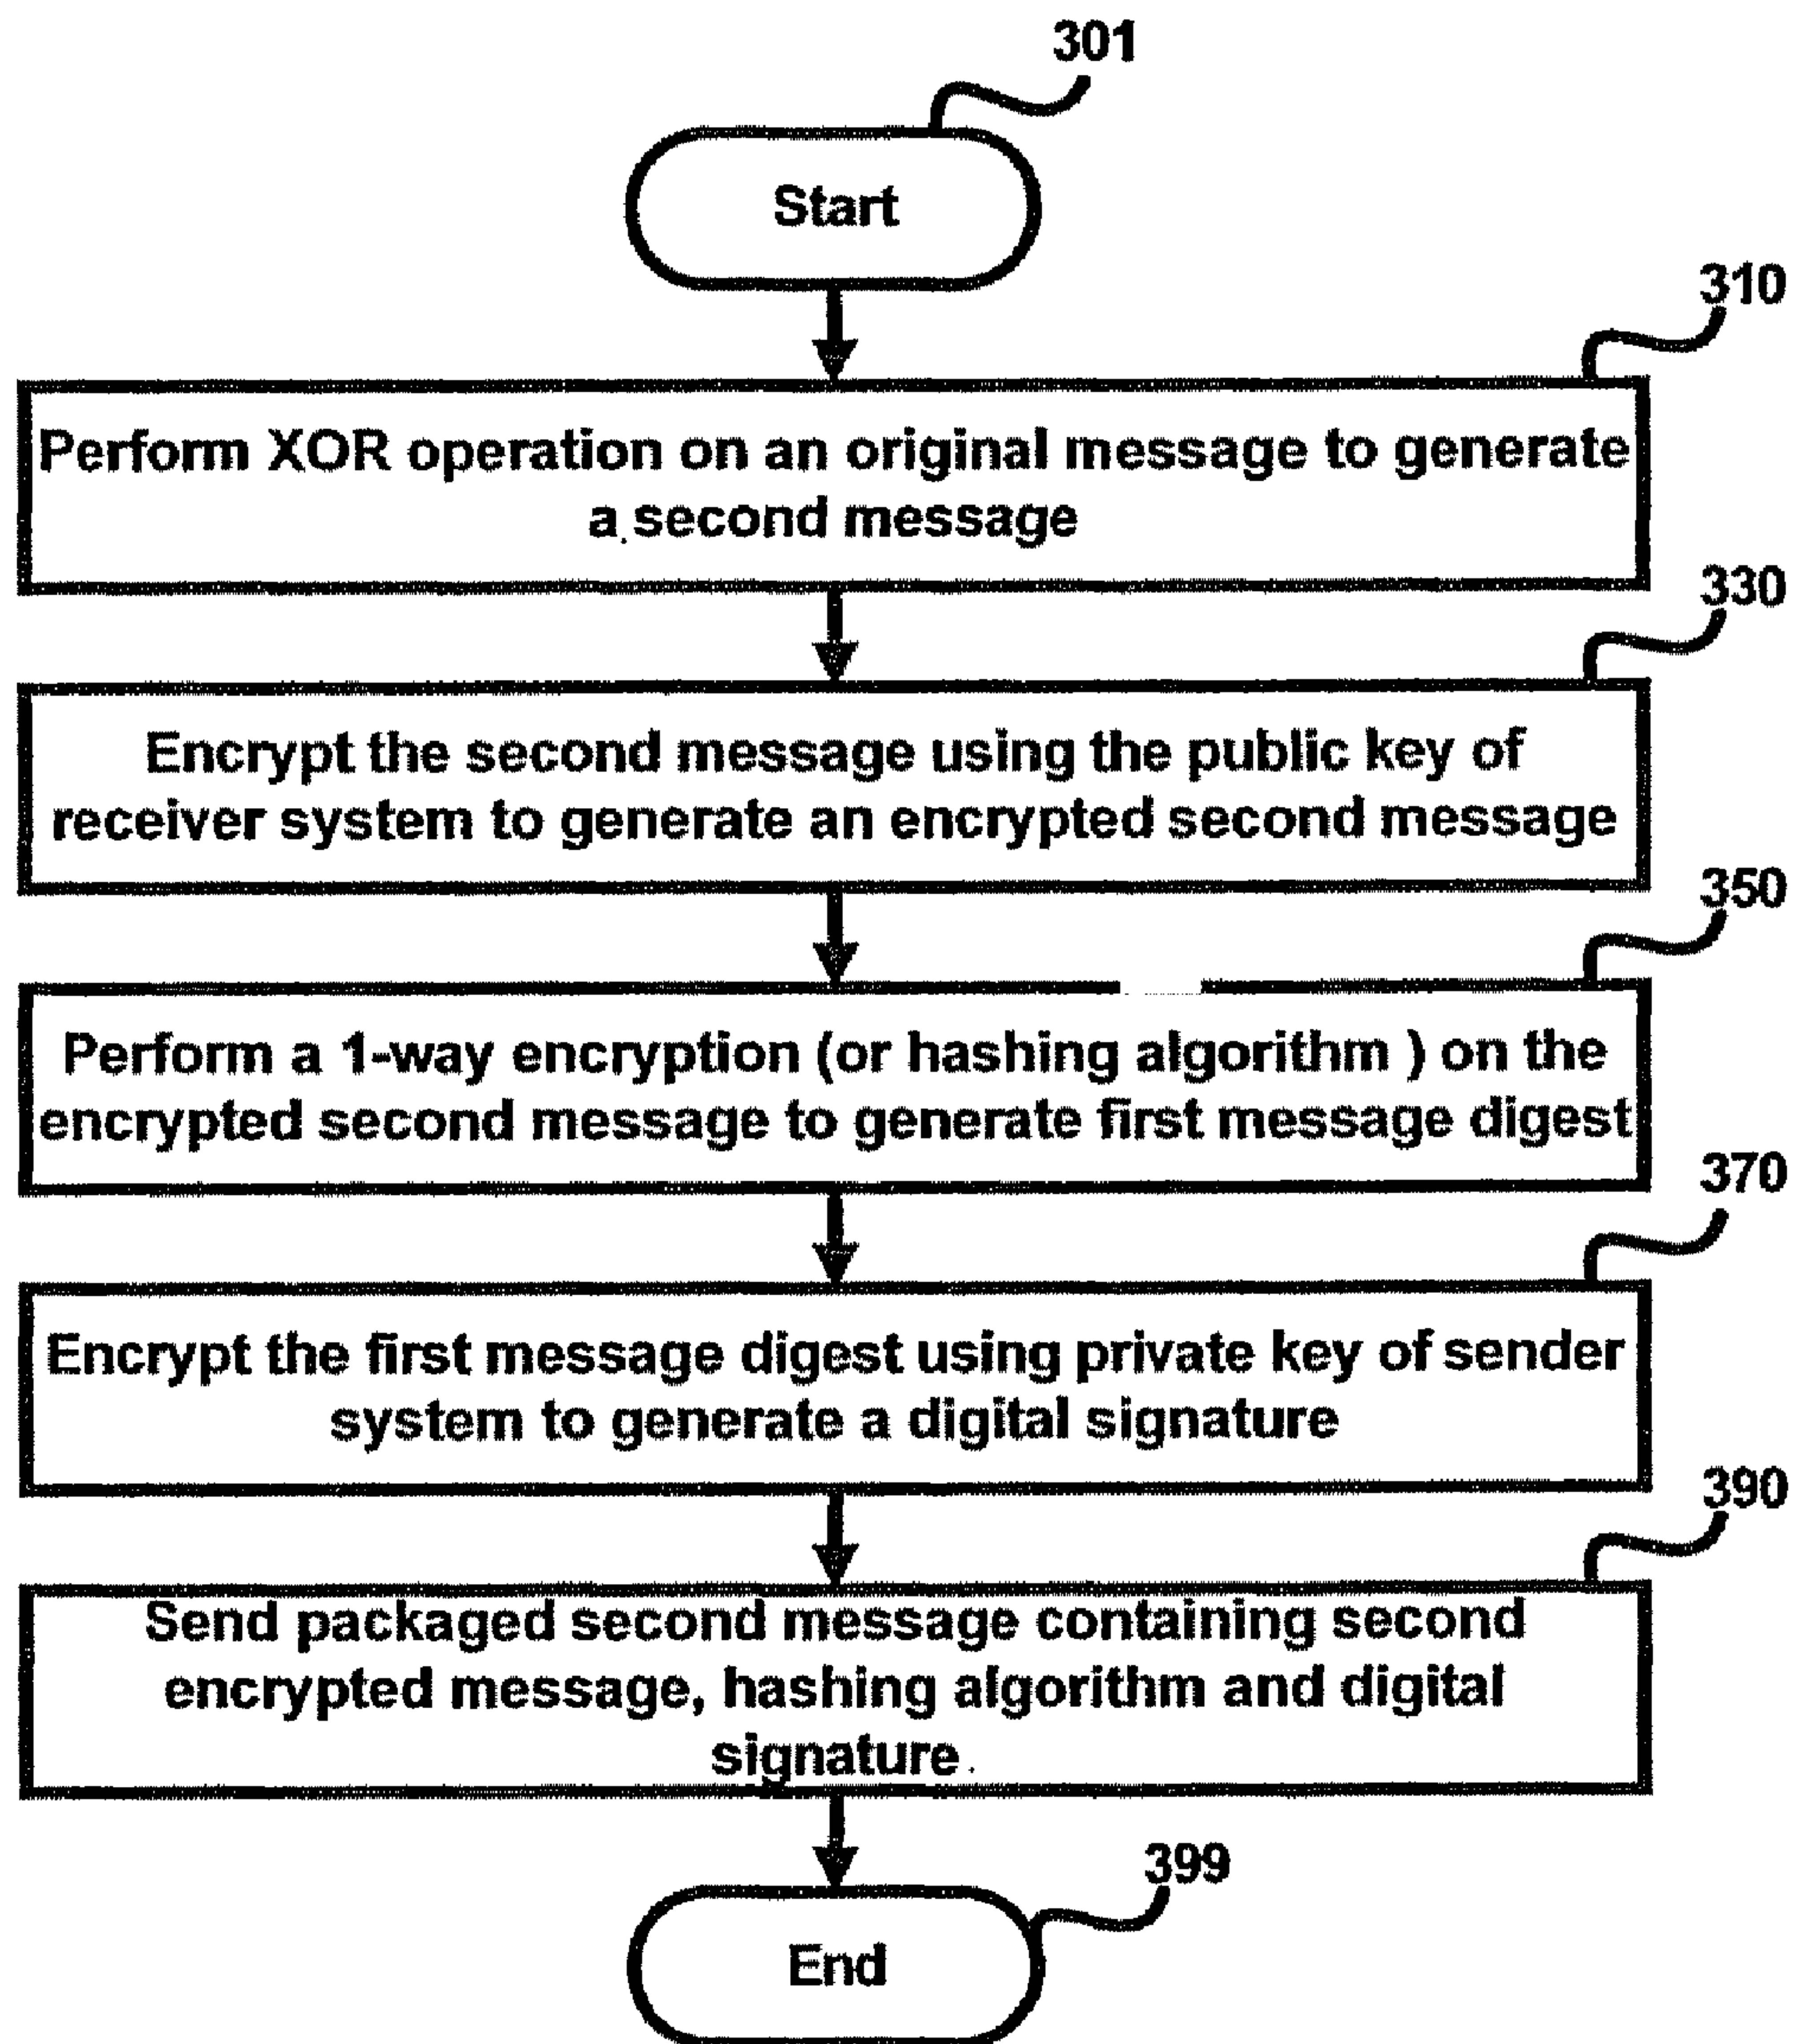 301
Start
310
Perform XOR operation on an original message to generate
a second message
330
Encrypt the second message using the public key of
receiver system to generate an encrypted second message
350
Perform a 1-way encryption (or hashing algorithm ) on the
encrypted second message to generate first message digest
370
Encrypt the first message digest using private key of sender
system to generate a digital signature
390
Send packaged second message containing second
encrypted message, hashing algorithm and digital
signature
399
End